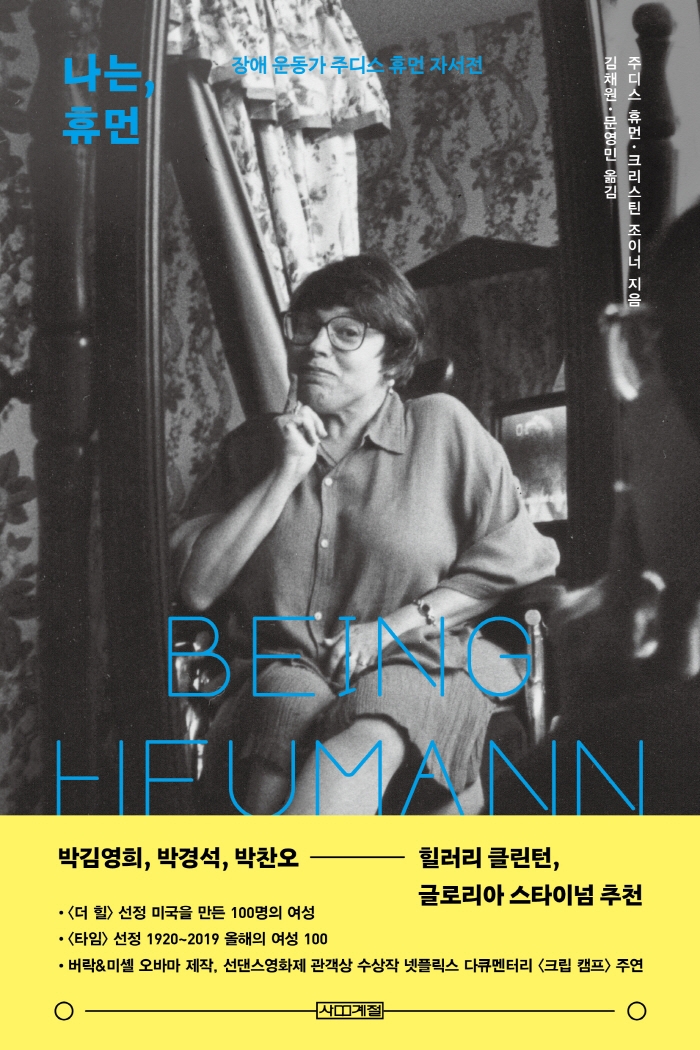 나는,
휴먼
장애 운동가 주디스 휴먼 자서전
주디스 휴먼·크리스틴 조이너 지음
김채원·문영민 옮김
BEING
HEUMANN
박김영희, 박경석, 박찬오
힐러리 클린턴,
글로리아 스타이넘 추천
• 〈더 힐〉 선정 미국을 만든 100명의 여성
• 〈타임〉 선정 1920~2019 올해의 여성 100
• 버락&미셸 오바마 제작, 선댄스영화제 관객상 수상작 넷플릭스 다큐멘터리 〈크립 캠프〉 주연
사계절